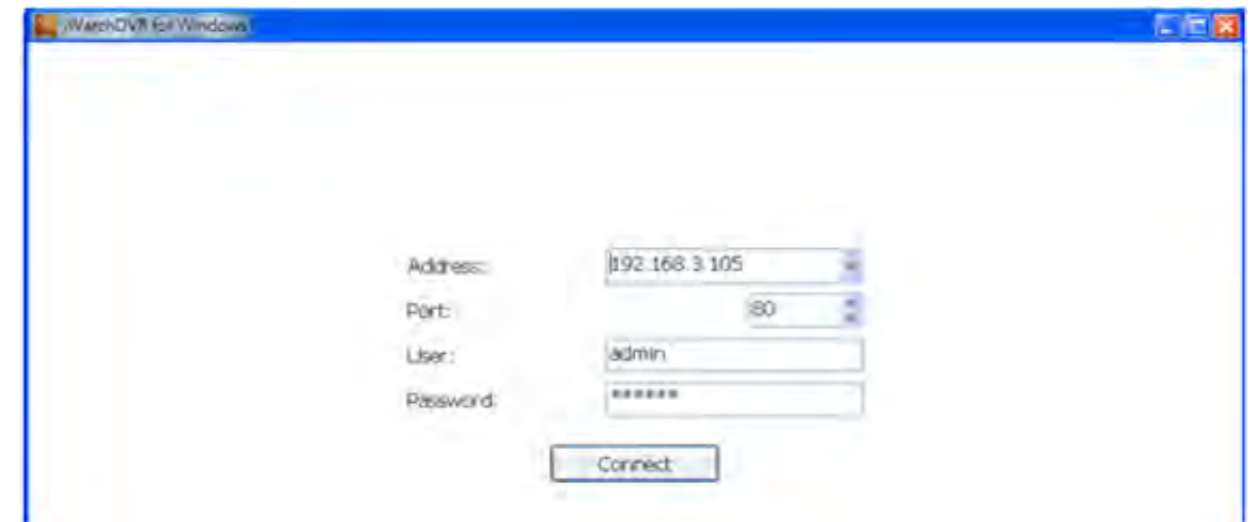 iWatchDVR for Windows
Address: 192.168.3.105
Port: 80
User: admin
Password: ******
Connect